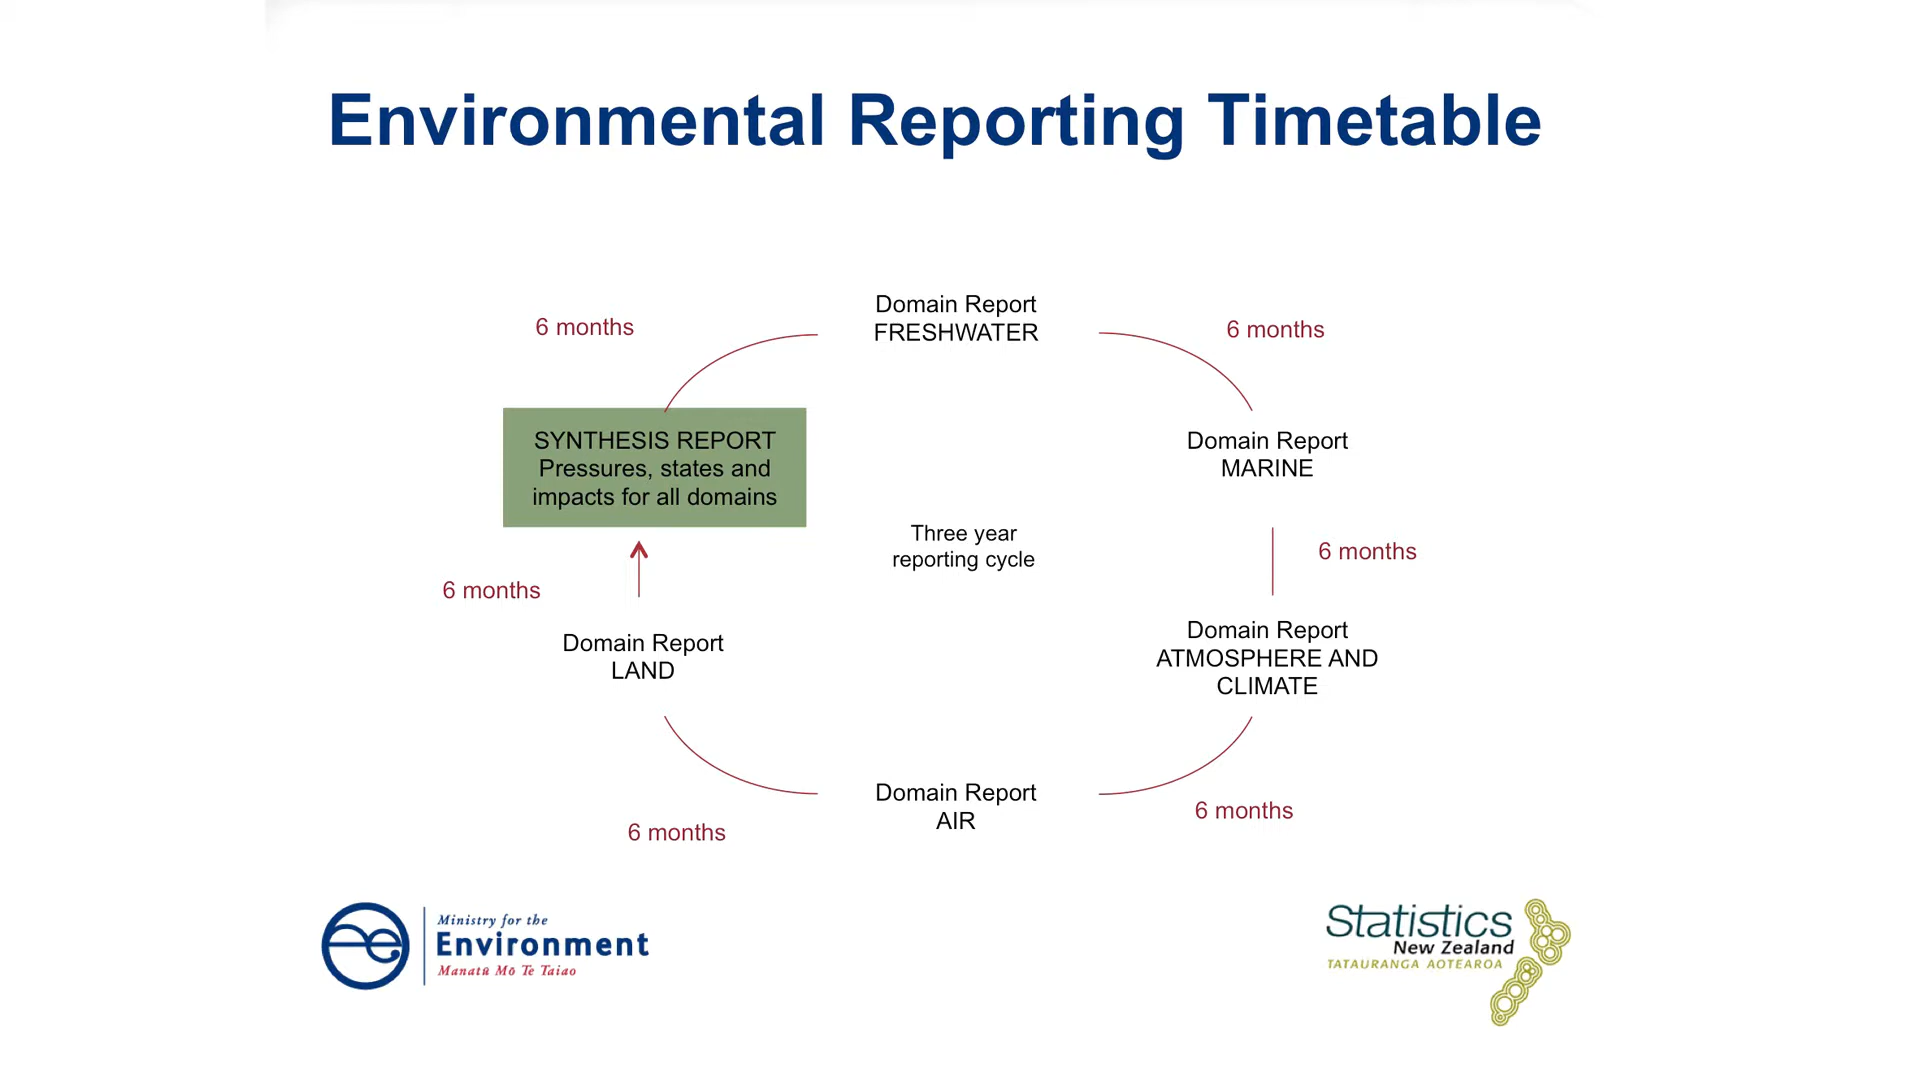 Environmental Reporting Timetable
Domain Report
FRESHWATER
6 months
6 months
SYNTHESIS REPORT
Pressures, states and
impacts for all domains
Domain Report
MARINE
Three year
reporting cycle
6 months
6 months
Domain Report
LAND
Domain Report
ATMOSPHERE AND
CLIMATE
Domain Report
AIR
6 months
6 months
Ministry for the
Environment
Manatū Mō Te Taiao
Statistics
New Zealand
TATAURANGA AOTEAROA